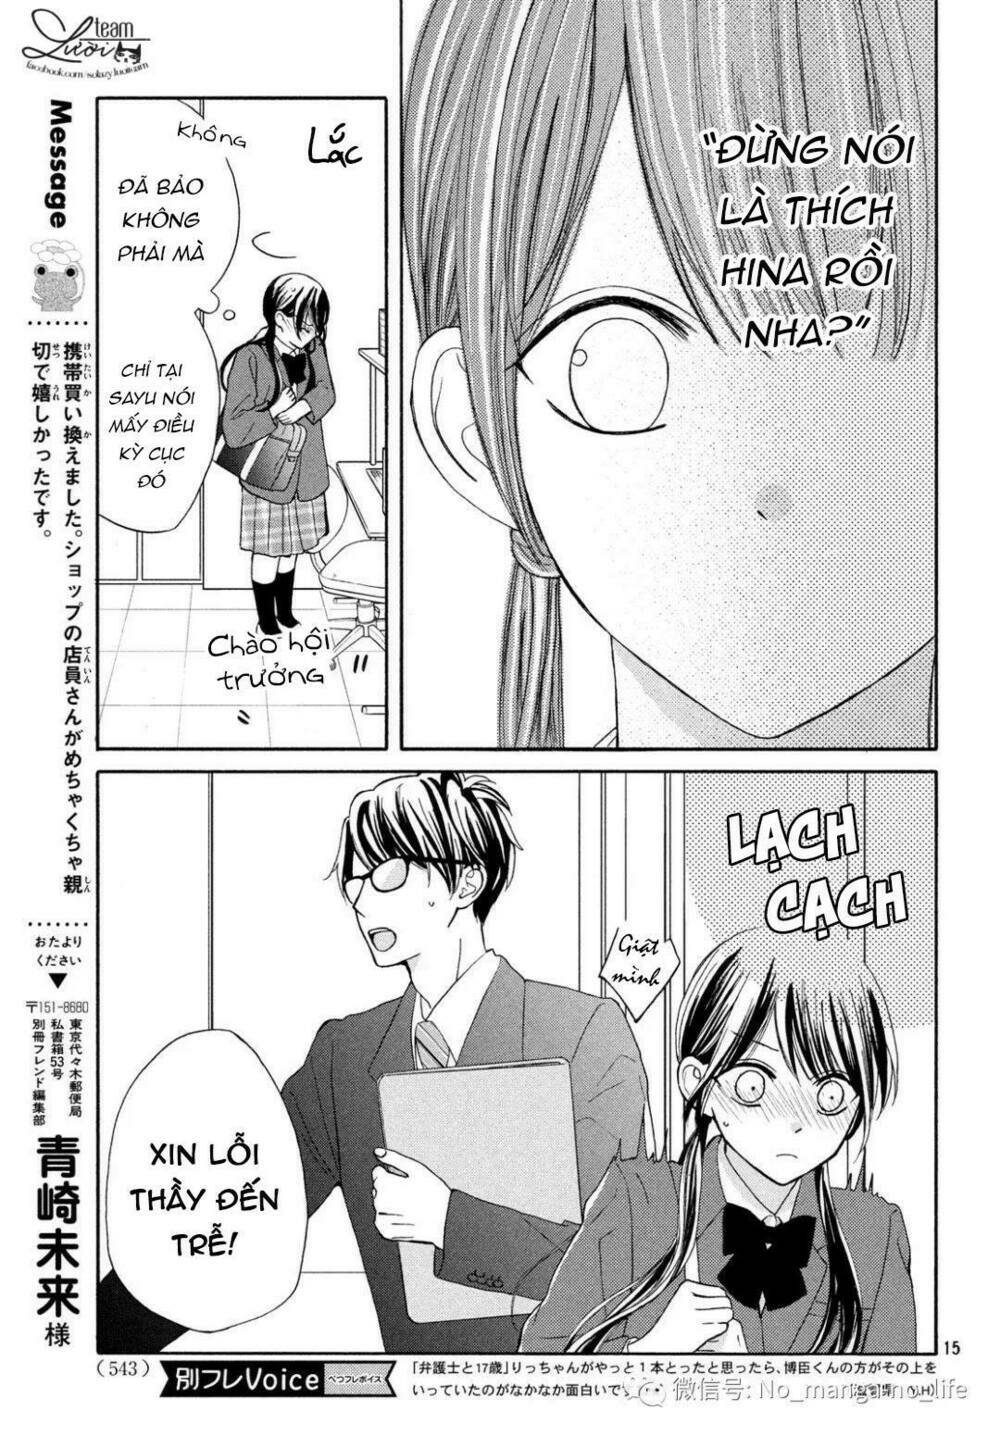 team
Lười
facebook.com/solazy.luoiteam
"ĐỪNG NÓI
LÀ THÍCH
HINA RỒI
NHA?"
Lắc
Không
ĐÃ BẢO
KHÔNG
PHẢI MÀ
CHỈ TẠI
SAYU NÓI
MẤY ĐIỀU
KỲ CỤC
ĐÓ
Chào hội
trưởng
LẠCH
CẠCH
Giật
mình
XIN LỖI
THẦY ĐẾN
TRỄ!
15
Message
携帯買い換えました。ショップの店員さんがめちゃくちゃ親
切で嬉しかったです。
おたより
ください
▼
〒151-8680
東京代々木郵便局
私書箱53号
別冊フレンド編集部
青崎未来様
(543)
別フレVoice
べつフレボイス
「弁護士と17歳」りっちゃんがやっと1本とったと思ったら、博臣くんの方がその上を
いっていたのがなかなか面白いです
微信号: No_manga_no_life
Y.H)